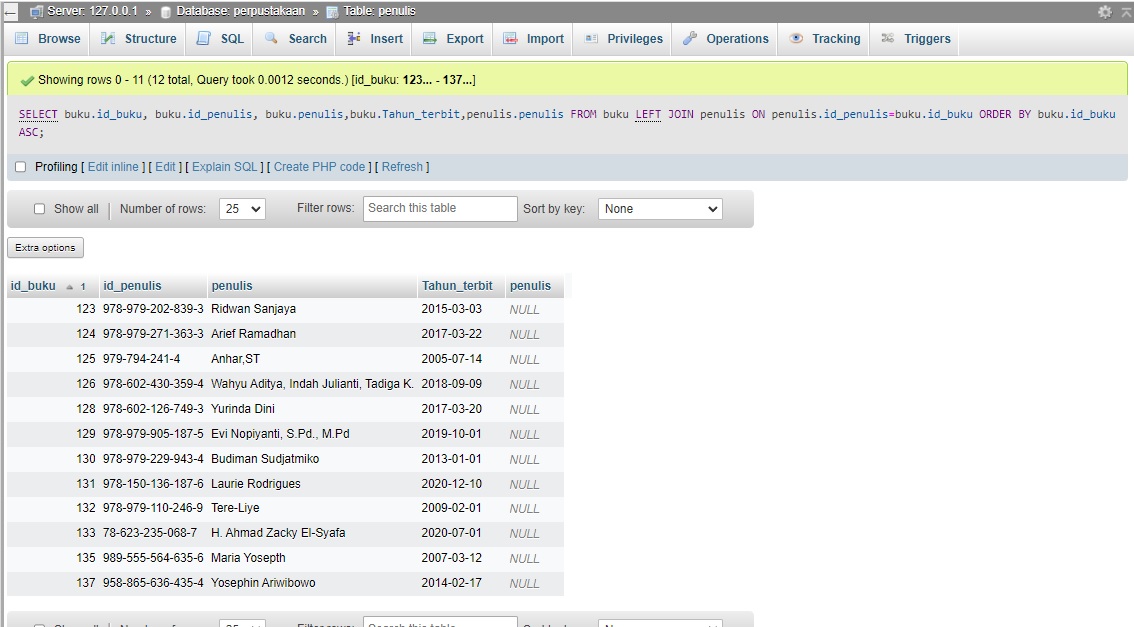 Server: 127.0.0.1 » Database: perpustakaan » Table: penulis
Browse Structure SQL Search Insert Export Import Privileges Operations Tracking Triggers
Showing rows 0 - 11 (12 total, Query took 0.0012 seconds.) [id_buku: 123... - 137...]
SELECT buku.id_buku, buku.id_penulis, buku.penulis,buku.Tahun_terbit,penulis.penulis FROM buku LEFT JOIN penulis ON penulis.id_penulis=buku.id_buku ORDER BY buku.id_buku
ASC;
Profiling [ Edit inline ] [ Edit ] [ Explain SQL ] [ Create PHP code ] [ Refresh ]
Show all Number of rows: 25 Filter rows: Search this table Sort by key: None
Extra options
id_buku 1 id_penulis penulis Tahun_terbit penulis
123 978-979-202-839-3 Ridwan Sanjaya 2015-03-03 NULL
124 978-979-271-363-3 Arief Ramadhan 2017-03-22 NULL
125 979-794-241-4 Anhar,ST 2005-07-14 NULL
126 978-602-430-359-4 Wahyu Aditya, Indah Julianti, Tadiga K. 2018-09-09 NULL
128 978-602-126-749-3 Yurinda Dini 2017-03-20 NULL
129 978-979-905-187-5 Evi Nopiyanti, S.Pd., M.Pd 2019-10-01 NULL
130 978-979-229-943-4 Budiman Sudjatmiko 2013-01-01 NULL
131 978-150-136-187-6 Laurie Rodrigues 2020-12-10 NULL
132 978-979-110-246-9 Tere-Liye 2009-02-01 NULL
133 78-623-235-068-7 H. Ahmad Zacky El-Syafa 2020-07-01 NULL
135 989-555-564-635-6 Maria Yosepth 2007-03-12 NULL
137 958-865-636-435-4 Yosephin Ariwibowo 2014-02-17 NULL